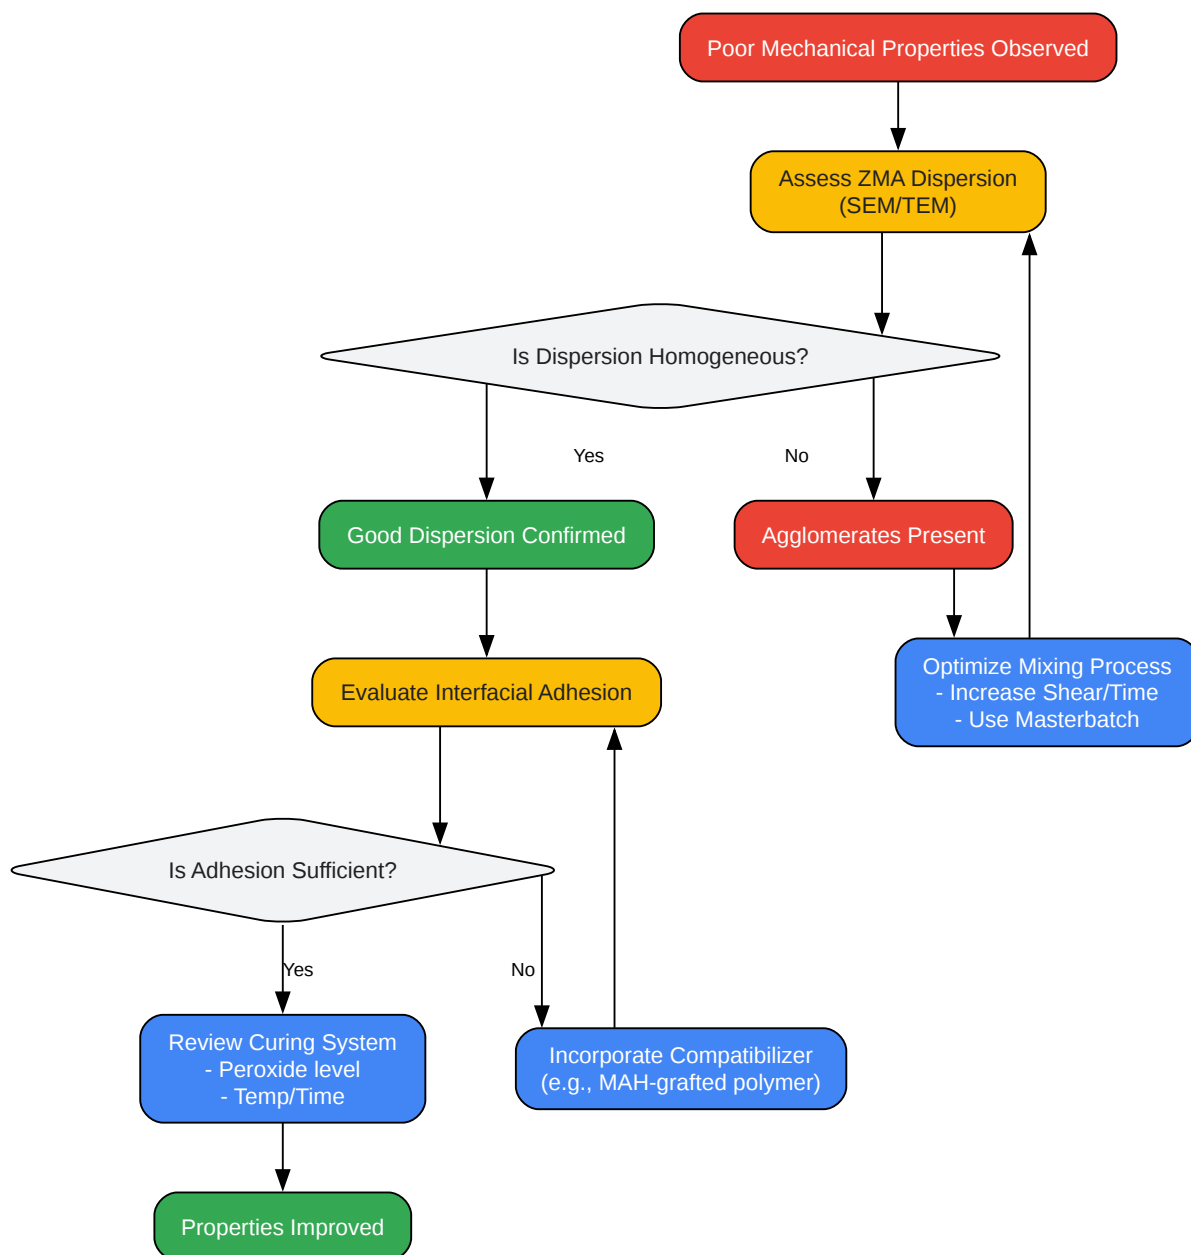 Poor Mechanical Properties Observed
Assess ZMA Dispersion
(SEM/TEM)
Is Dispersion Homogeneous?
Yes
No
Good Dispersion Confirmed
Agglomerates Present
Optimize Mixing Process
- Increase Shear/Time
- Use Masterbatch
Evaluate Interfacial Adhesion
Is Adhesion Sufficient?
Yes
No
Review Curing System
- Peroxide level
- Temp/Time
Incorporate Compatibilizer
(e.g., MAH-grafted polymer)
Properties Improved